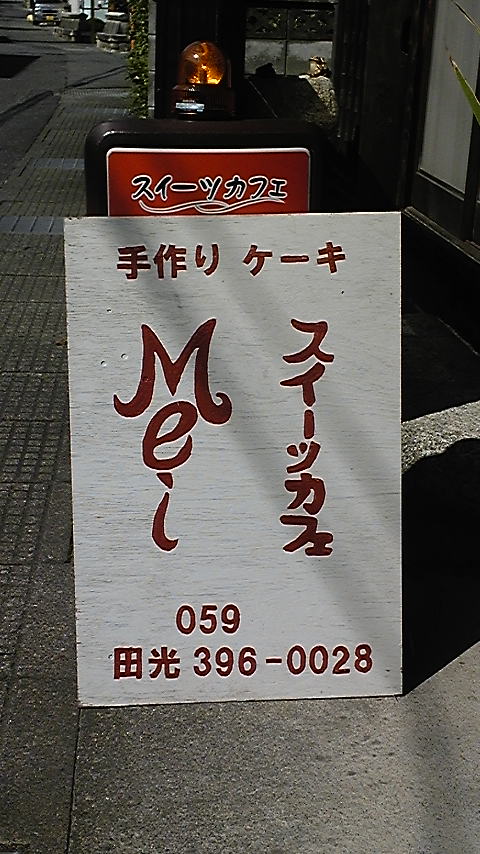 スイーツカフェ
手作り ケーキ
Mei
スイーツカフェ
059
田光 396-0028